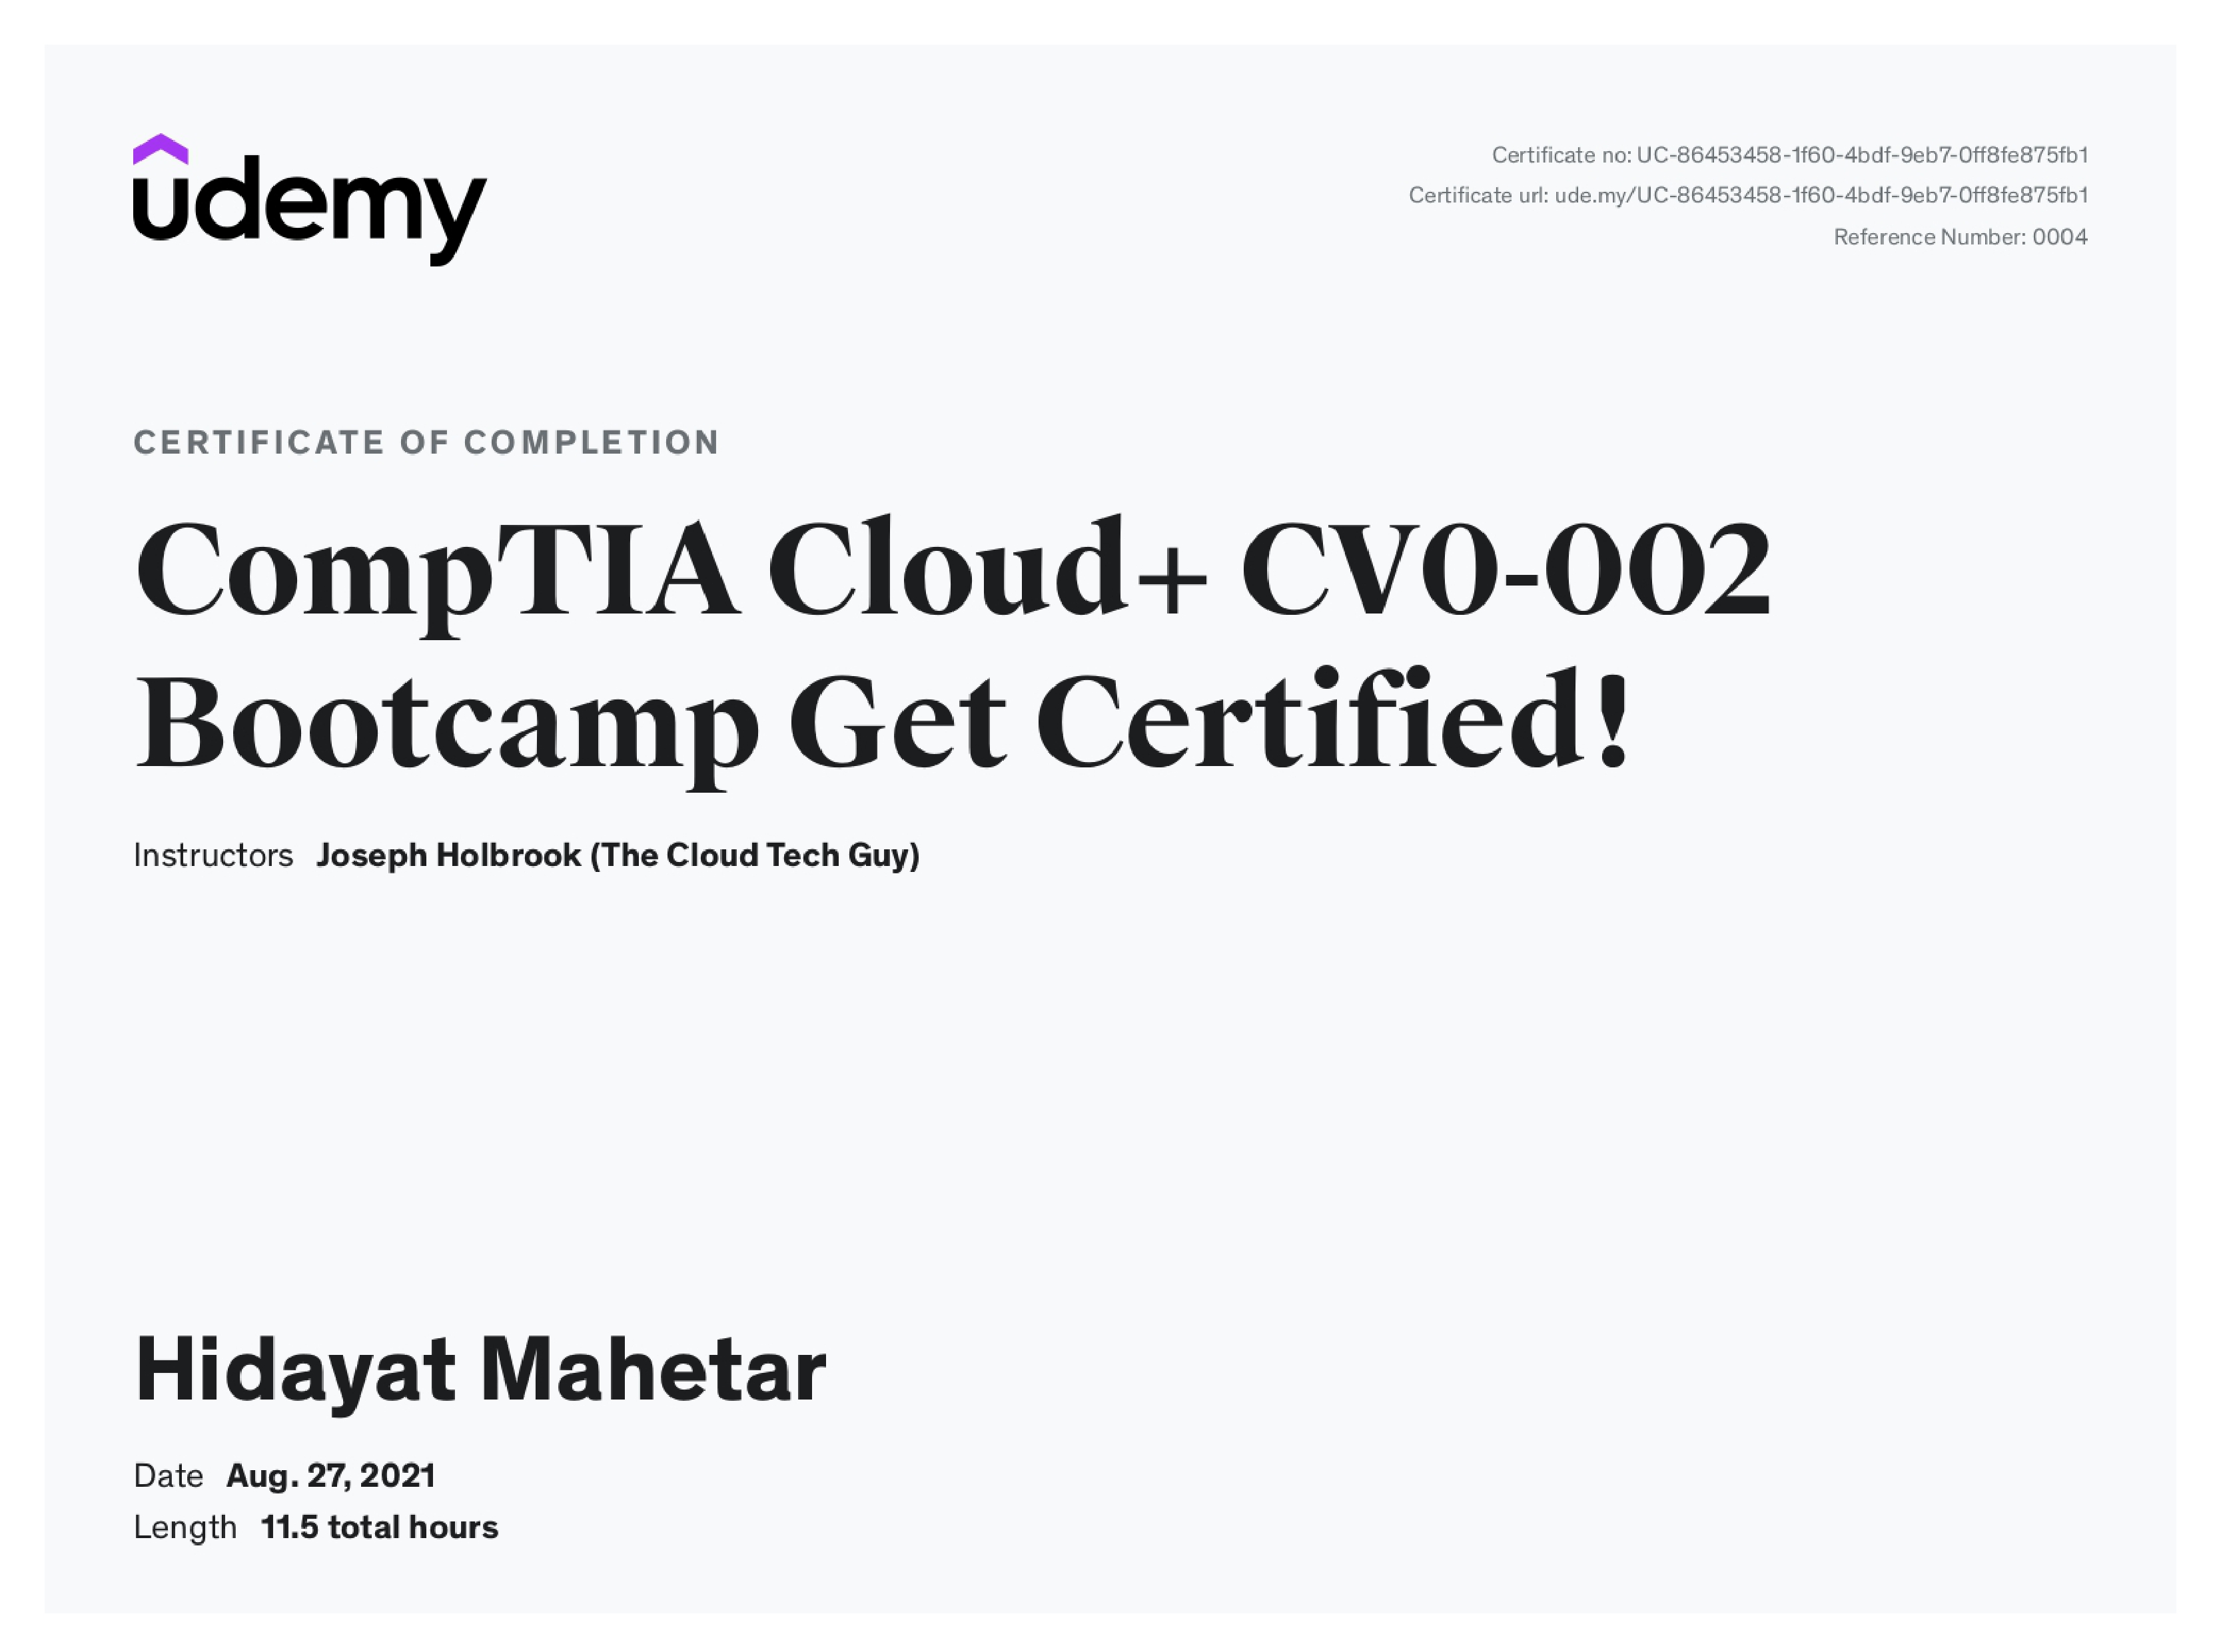 udemy
Certificate no: UC-86453458-1f60-4bdf-9eb7-0ff8fe875fb1
Certificate url: ude.my/UC-86453458-1f60-4bdf-9eb7-0ff8fe875fb1
Reference Number: 0004
CERTIFICATE OF COMPLETION
CompTIA Cloud+ CV0-002
Bootcamp Get Certified!
Instructors Joseph Holbrook (The Cloud Tech Guy)
Hidayat Mahetar
Date Aug. 27, 2021
Length 11.5 total hours